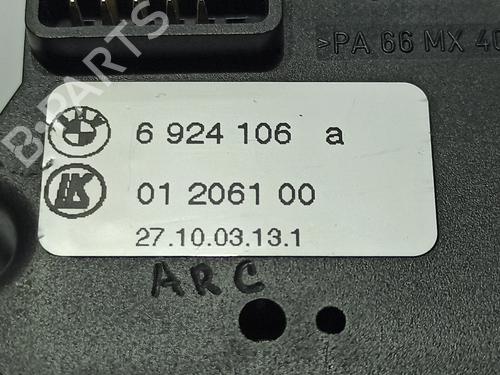 >PA 66 MX 40
6 924 106 a
01 2061 00
27.10.03.13.1
ARC
B-PARTS